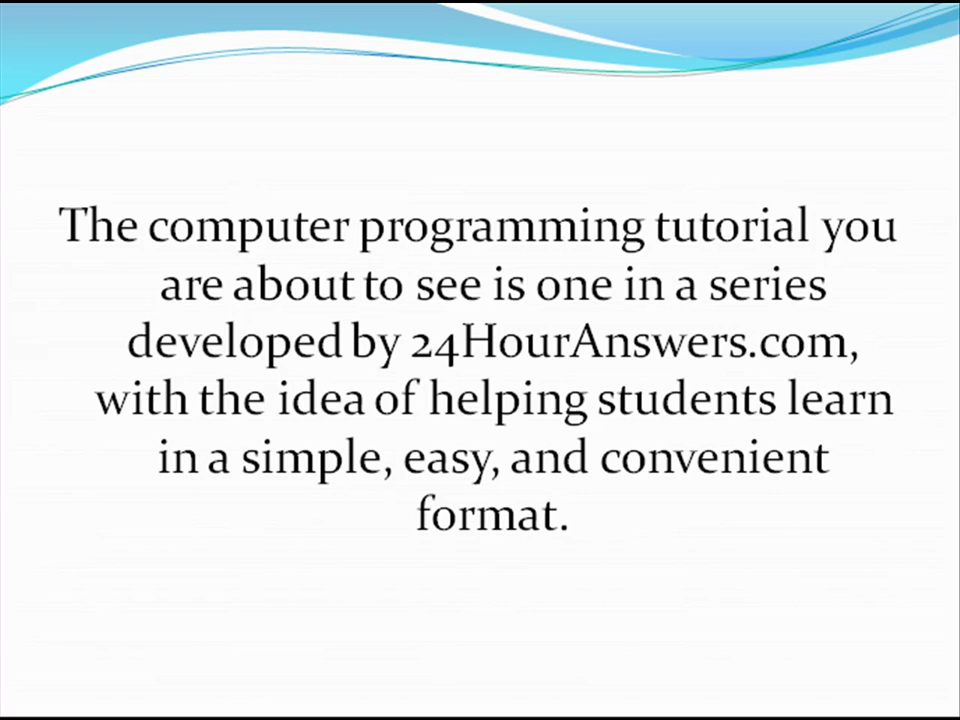 The computer programming tutorial you
are about to see is one in a series
developed by 24HourAnswers.com,
with the idea of helping students learn
in a simple, easy, and convenient
format.